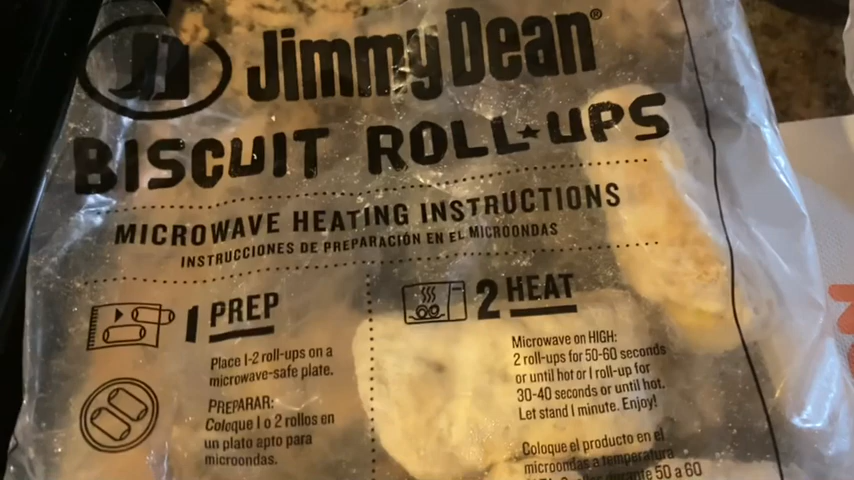 JD
Jimmy Dean®
BISCUIT ROLL★UPS
MICROWAVE HEATING INSTRUCTIONS
INSTRUCCIONES DE PREPARACIÓN EN EL MICROONDAS
1 PREP
Place 1-2 roll-ups on a
microwave-safe plate.
PREPARAR:
Coloque 1 o 2 rollos en
un plato apto para
microondas.
2 HEAT
Microwave on HIGH:
2 roll-ups for 50-60 seconds
or until hot or 1 roll-up for
30-40 seconds or until hot.
Let stand 1 minute. Enjoy!
Coloque el producto en el
microondas a temperatura
durante 50 a 60